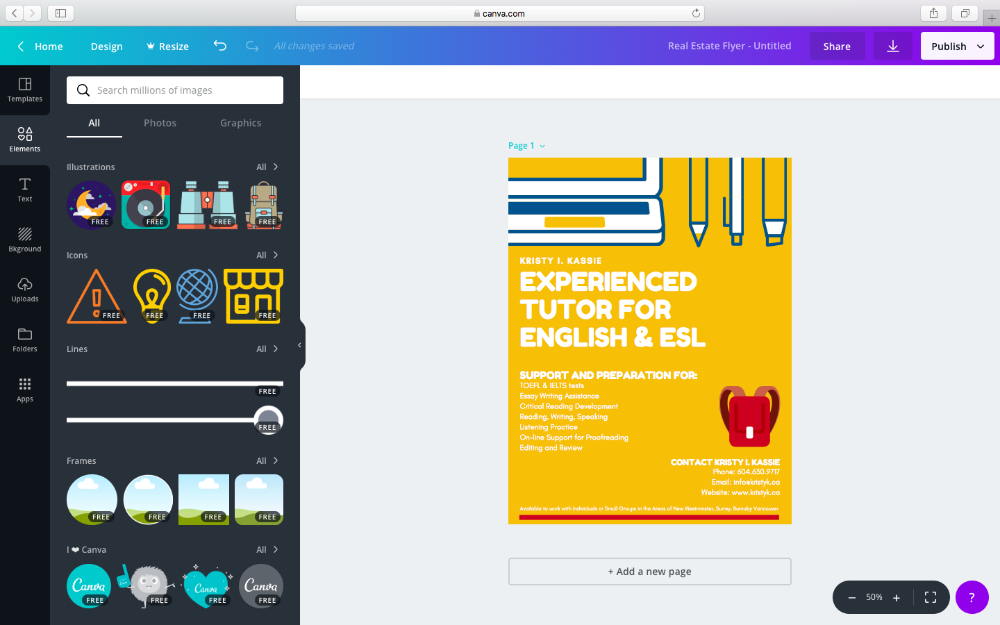 canva.com
Home
Design
Resize
All changes saved
Real Estate Flyer - Untitled
Share
Publish
Templates
Elements
Text
Bkground
Uploads
Folders
Apps
Search millions of images
All
Photos
Graphics
Illustrations
All
FREE
FREE
FREE
FREE
Icons
All
FREE
FREE
FREE
FREE
Lines
All
FREE
FREE
Frames
All
FREE
FREE
FREE
FREE
I ❤ Canva
All
Canva
FREE
FREE
Canva
FREE
Canva
FREE
Page 1
KRISTY I. KASSIE
EXPERIENCED
TUTOR FOR
ENGLISH & ESL
SUPPORT AND PREPARATION FOR:
TOEFL & IELTS tests
Essay Writing Assistance
Critical Reading Development
Reading, Writing, Speaking
Listening Practice
On-line Support for Proofreading
Editing and Review
CONTACT KRISTY I. KASSIE
Phone: 604.630.9717
Email: info@kristyk.ca
Website: www.kristyk.ca
Available to work with Individuals or Small Groups in the Areas of New Westminster, Surrey, Burnaby Vancouver
+ Add a new page
50%
?